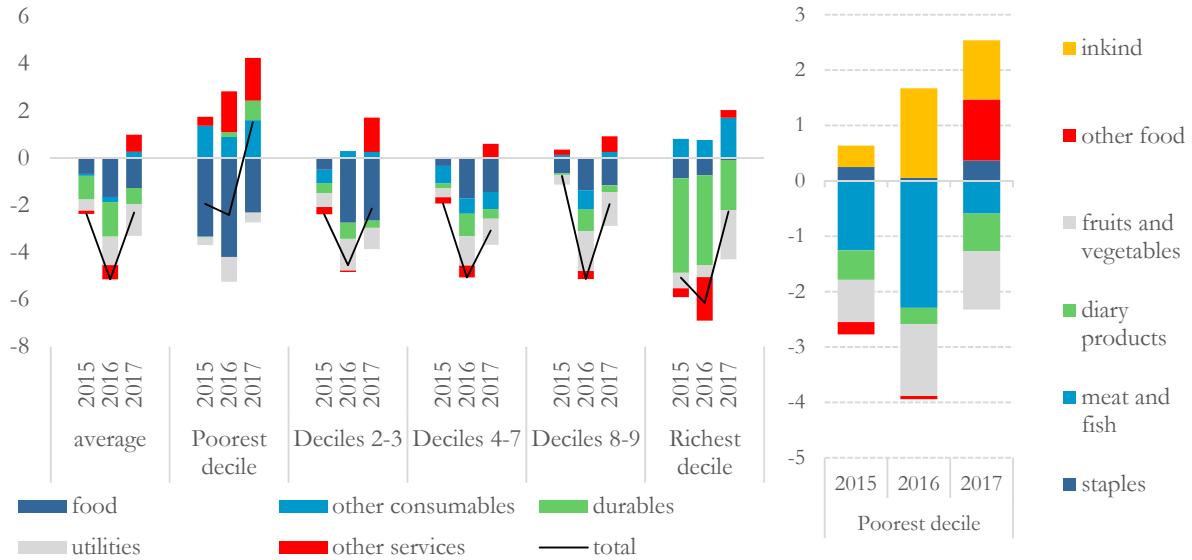 6
4
2
0
-2
-4
-6
-8
2015
2016
2017
2015
2016
2017
2015
2016
2017
2015
2016
2017
2015
2016
2017
2015
2016
2017
average
Poorest
decile
Deciles 2-3
Deciles 4-7
Deciles 8-9
Richest
decile
food
other consumables
durables
utilities
other services
total
3
2
1
0
-1
-2
-3
-4
-5
2015 2016 2017
Poorest decile
inkind
other food
fruits and
vegetables
diary
products
meat and
fish
staples